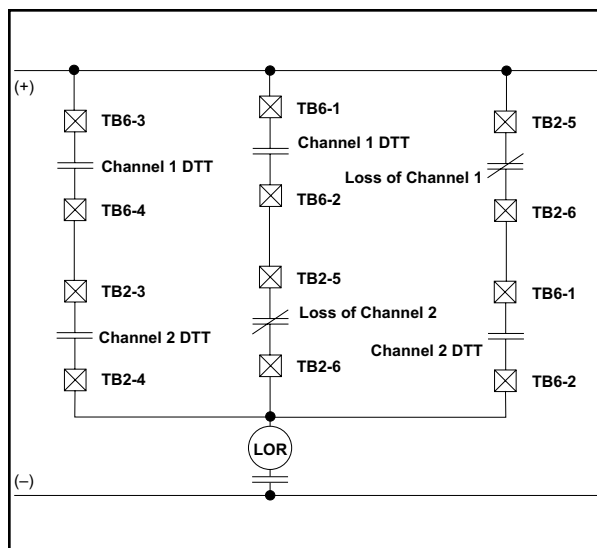 (+)
TB6-3
Channel 1 DTT
TB6-4
TB2-3
Channel 2 DTT
TB2-4
TB6-1
Channel 1 DTT
TB6-2
TB2-5
Loss of Channel 2
TB2-6
TB2-5
Loss of Channel 1
TB2-6
TB6-1
Channel 2 DTT
TB6-2
LOR
(–)